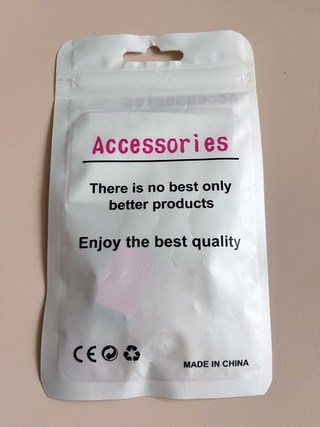 Accessories
There is no best only
better products
Enjoy the best quality
CE
MADE IN CHINA